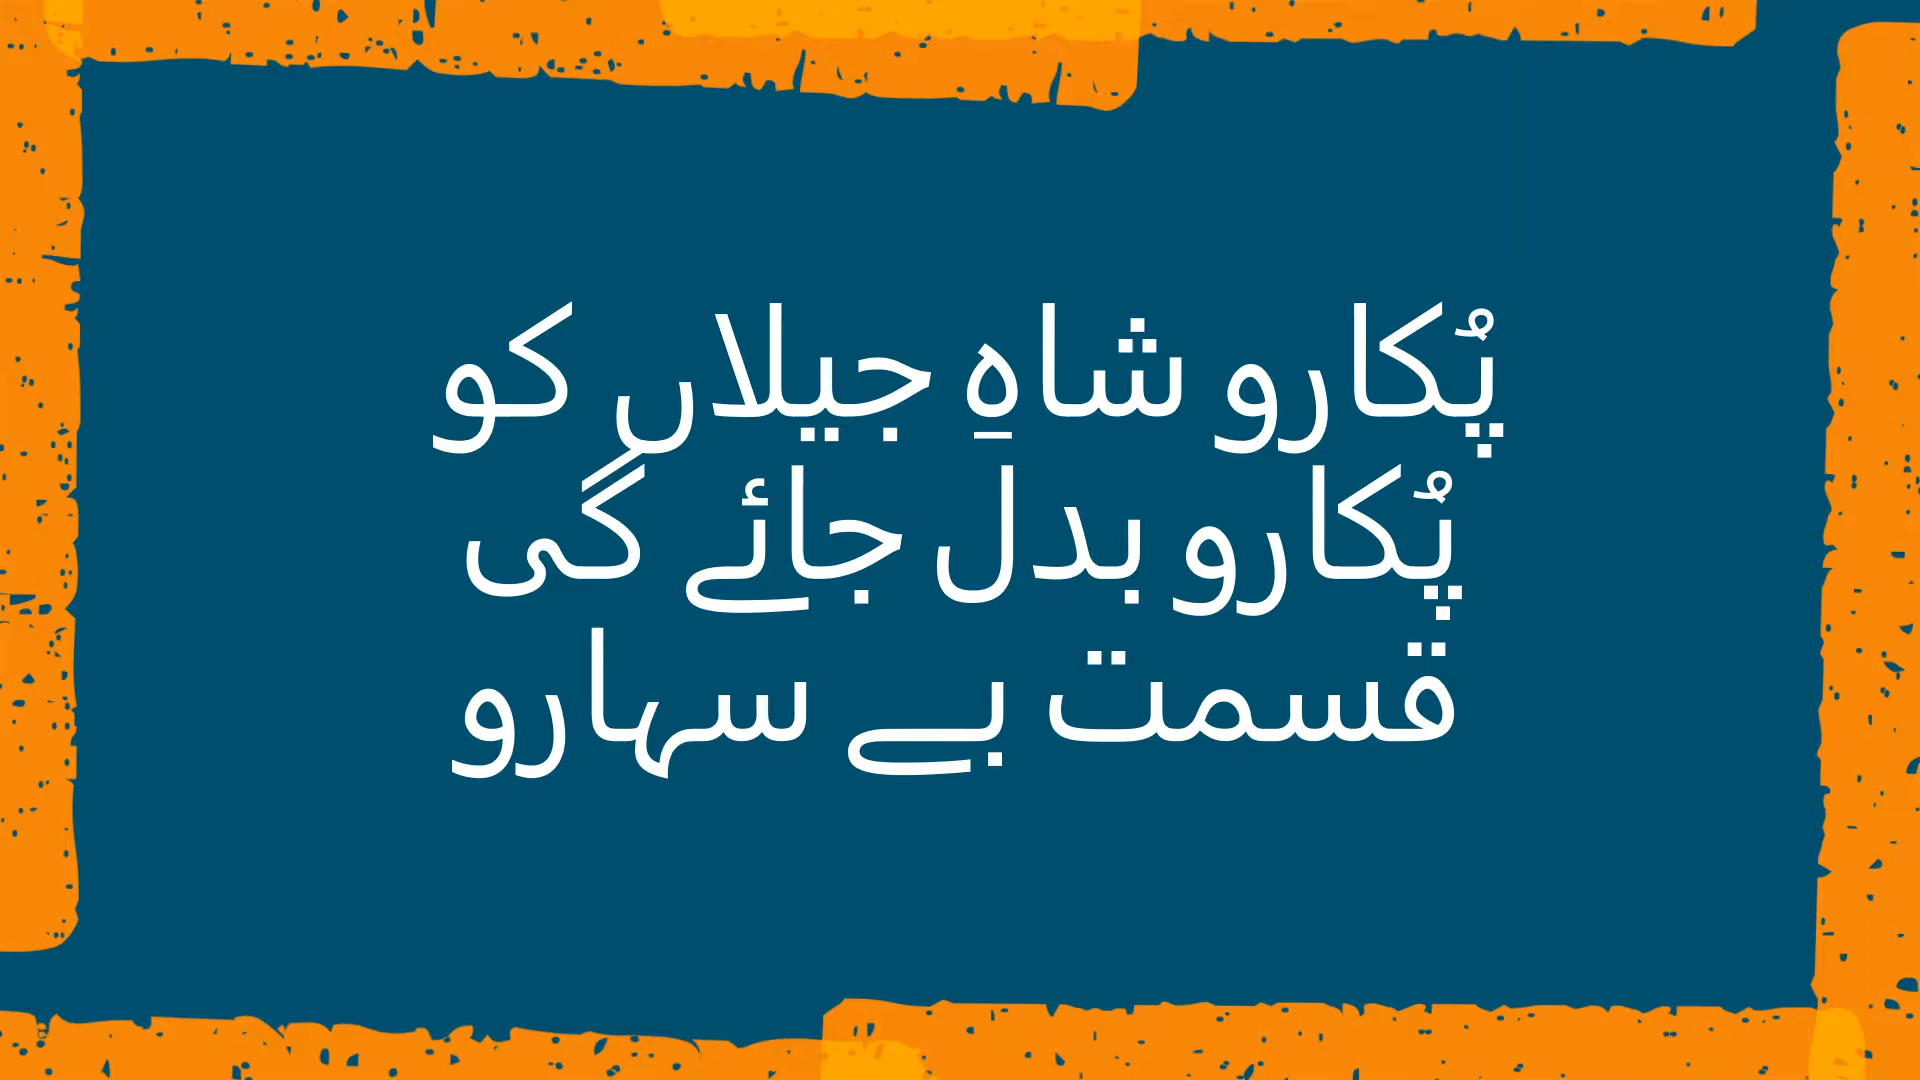 پُکارو شاہِ جیلاں کو
پُکارو بدل جائے گی
قسمت بے سہارو